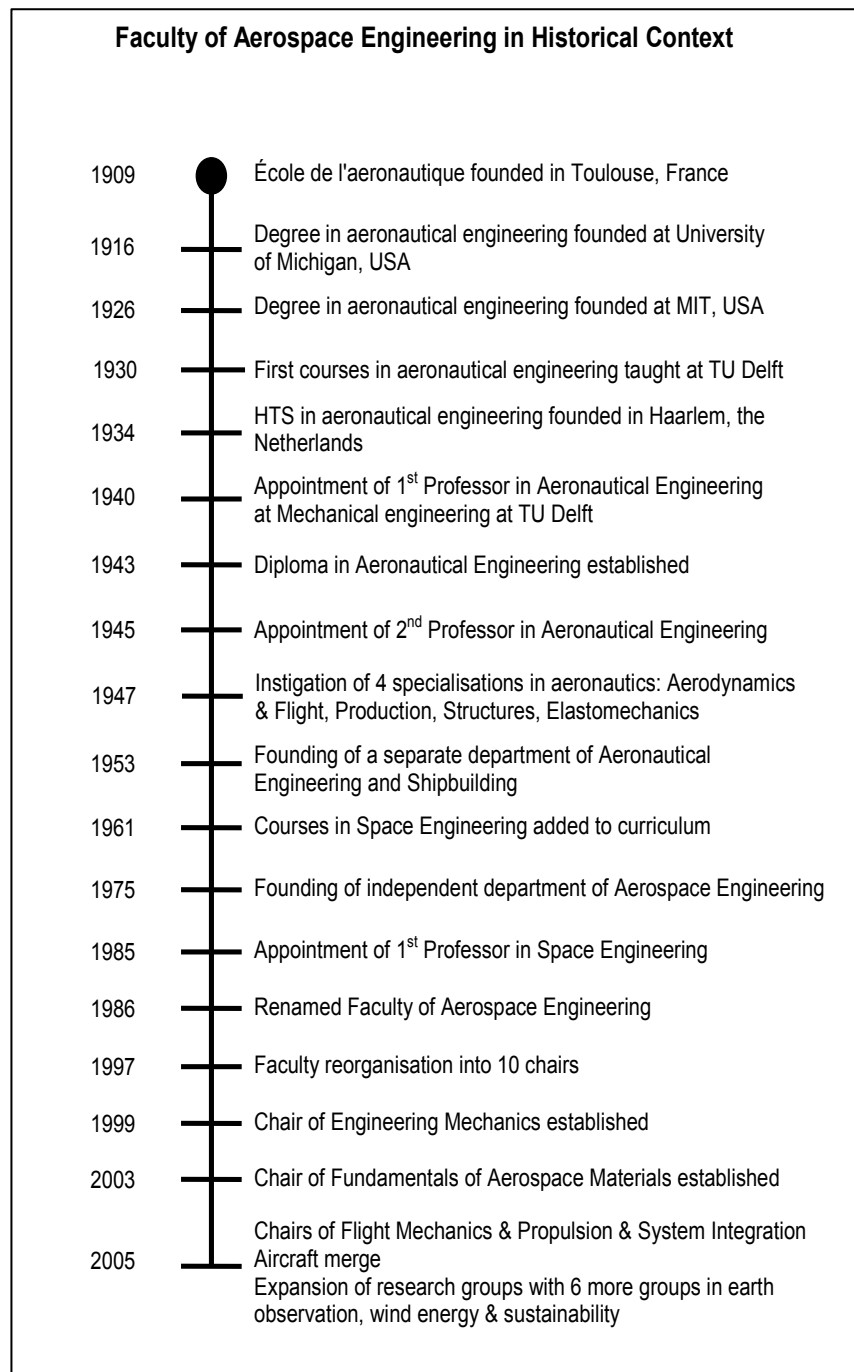 Faculty of Aerospace Engineering in Historical Context
1909 École de l'aeronautique founded in Toulouse, France
1916 Degree in aeronautical engineering founded at University
of Michigan, USA
1926 Degree in aeronautical engineering founded at MIT, USA
1930 First courses in aeronautical engineering taught at TU Delft
1934 HTS in aeronautical engineering founded in Haarlem, the
Netherlands
1940 Appointment of 1st Professor in Aeronautical Engineering
at Mechanical engineering at TU Delft
1943 Diploma in Aeronautical Engineering established
1945 Appointment of 2nd Professor in Aeronautical Engineering
1947 Instigation of 4 specialisations in aeronautics: Aerodynamics
& Flight, Production, Structures, Elastomechanics
1953 Founding of a separate department of Aeronautical
Engineering and Shipbuilding
1961 Courses in Space Engineering added to curriculum
1975 Founding of independent department of Aerospace Engineering
1985 Appointment of 1st Professor in Space Engineering
1986 Renamed Faculty of Aerospace Engineering
1997 Faculty reorganisation into 10 chairs
1999 Chair of Engineering Mechanics established
2003 Chair of Fundamentals of Aerospace Materials established
2005 Chairs of Flight Mechanics & Propulsion & System Integration
Aircraft merge
Expansion of research groups with 6 more groups in earth
observation, wind energy & sustainability